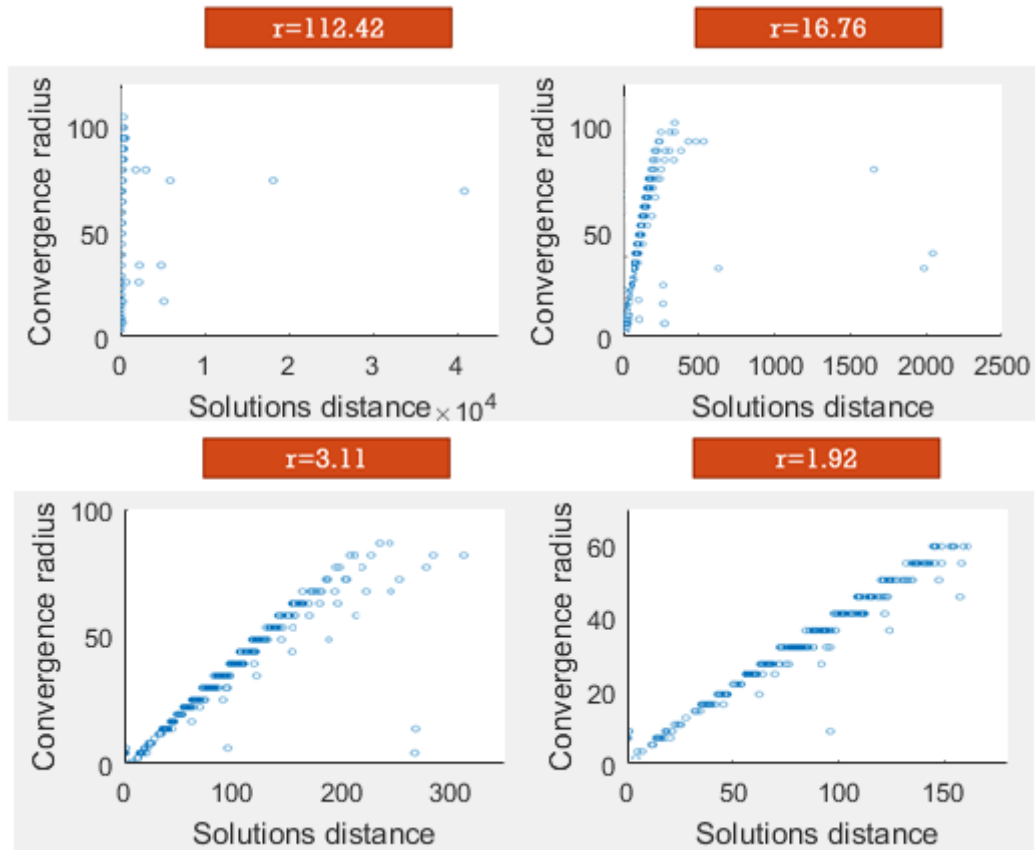 r=112.42
r=16.76
Convergence radius
100
50
0
0
1
2
3
4
Solutions distance ×10^4
Convergence radius
100
50
0
0
500
1000
1500
2000
2500
Solutions distance
r=3.11
r=1.92
Convergence radius
100
50
0
0
100
200
300
Solutions distance
Convergence radius
60
40
20
0
0
50
100
150
Solutions distance